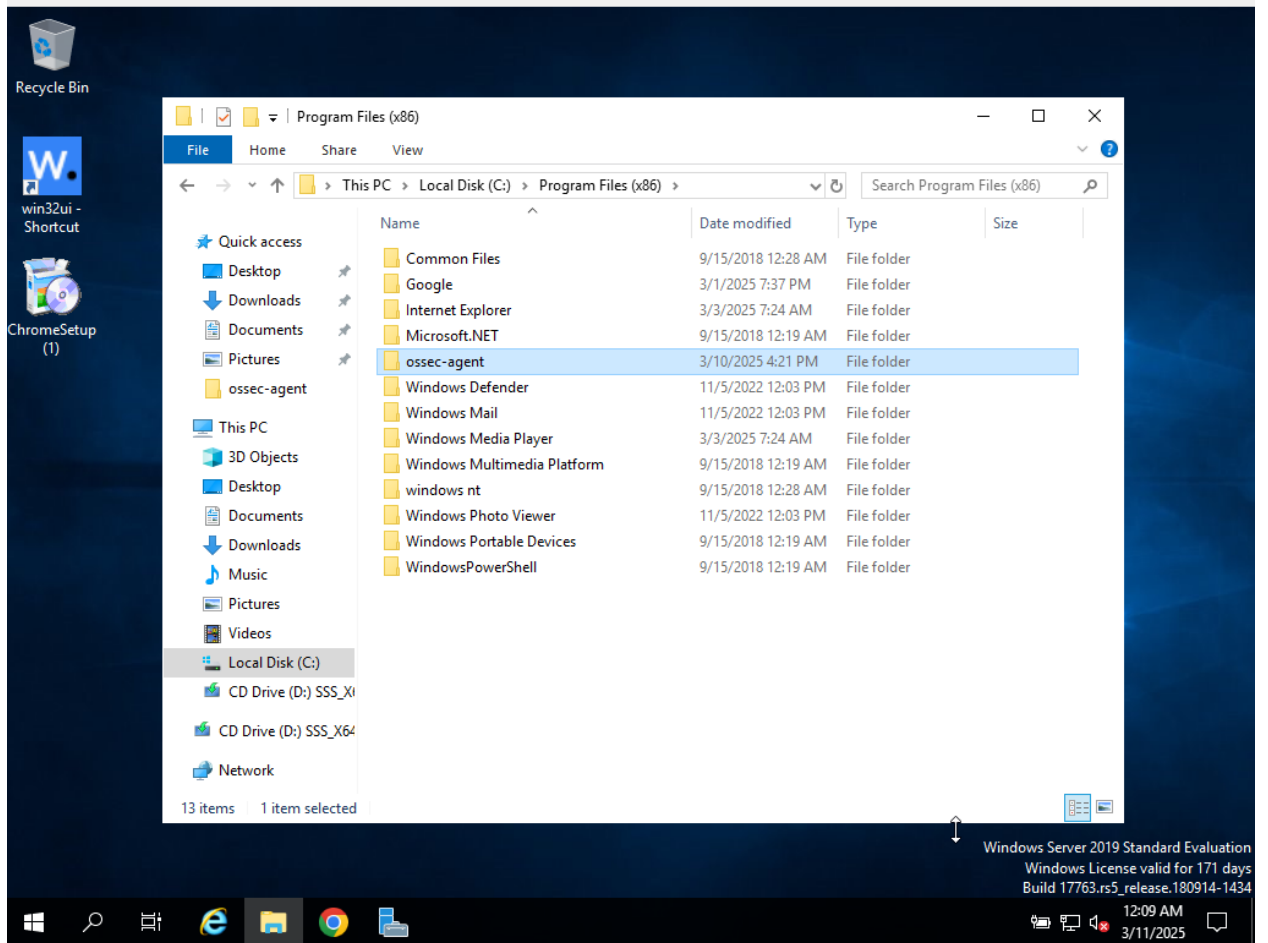 Recycle Bin
W.
win32ui -
Shortcut
ChromeSetup
(1)
Program Files (x86)
File Home Share View
This PC > Local Disk (C:) > Program Files (x86) >
Search Program Files (x86)
Name Date modified Type Size
Quick access
Desktop
Downloads
Documents
Pictures
ossec-agent
This PC
3D Objects
Desktop
Documents
Downloads
Music
Pictures
Videos
Local Disk (C:)
CD Drive (D:) SSS_X6
CD Drive (D:) SSS_X64
Network
Common Files 9/15/2018 12:28 AM File folder
Google 3/1/2025 7:37 PM File folder
Internet Explorer 3/3/2025 7:24 AM File folder
Microsoft.NET 9/15/2018 12:19 AM File folder
ossec-agent 3/10/2025 4:21 PM File folder
Windows Defender 11/5/2022 12:03 PM File folder
Windows Mail 11/5/2022 12:03 PM File folder
Windows Media Player 3/3/2025 7:24 AM File folder
Windows Multimedia Platform 9/15/2018 12:19 AM File folder
windows nt 9/15/2018 12:28 AM File folder
Windows Photo Viewer 11/5/2022 12:03 PM File folder
Windows Portable Devices 9/15/2018 12:19 AM File folder
WindowsPowerShell 9/15/2018 12:19 AM File folder
13 items 1 item selected
Windows Server 2019 Standard Evaluation
Windows License valid for 171 days
Build 17763.rs5_release.180914-1434
12:09 AM
3/11/2025